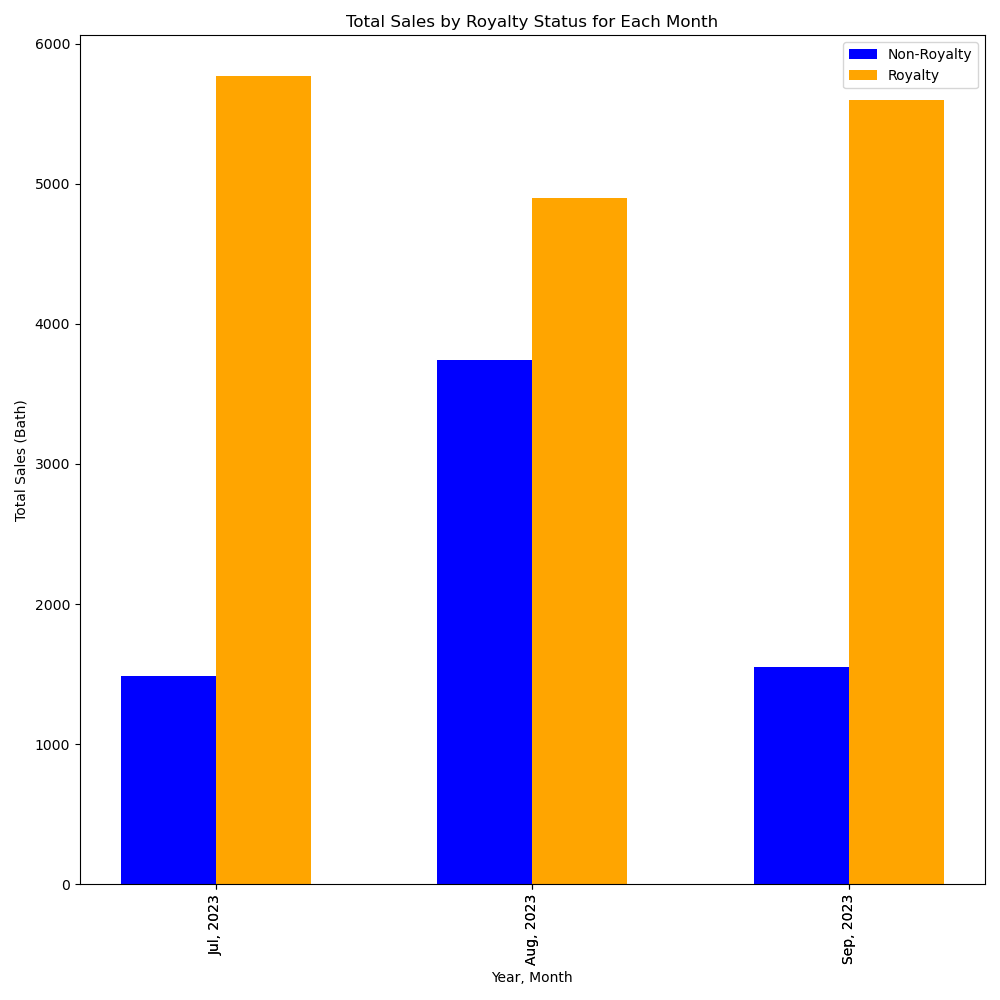 Total Sales by Royalty Status for Each Month
Non-Royalty
Royalty
Total Sales (Bath)
6000
5000
4000
3000
2000
1000
0
Jul, 2023
Aug, 2023
Sep, 2023
Year, Month